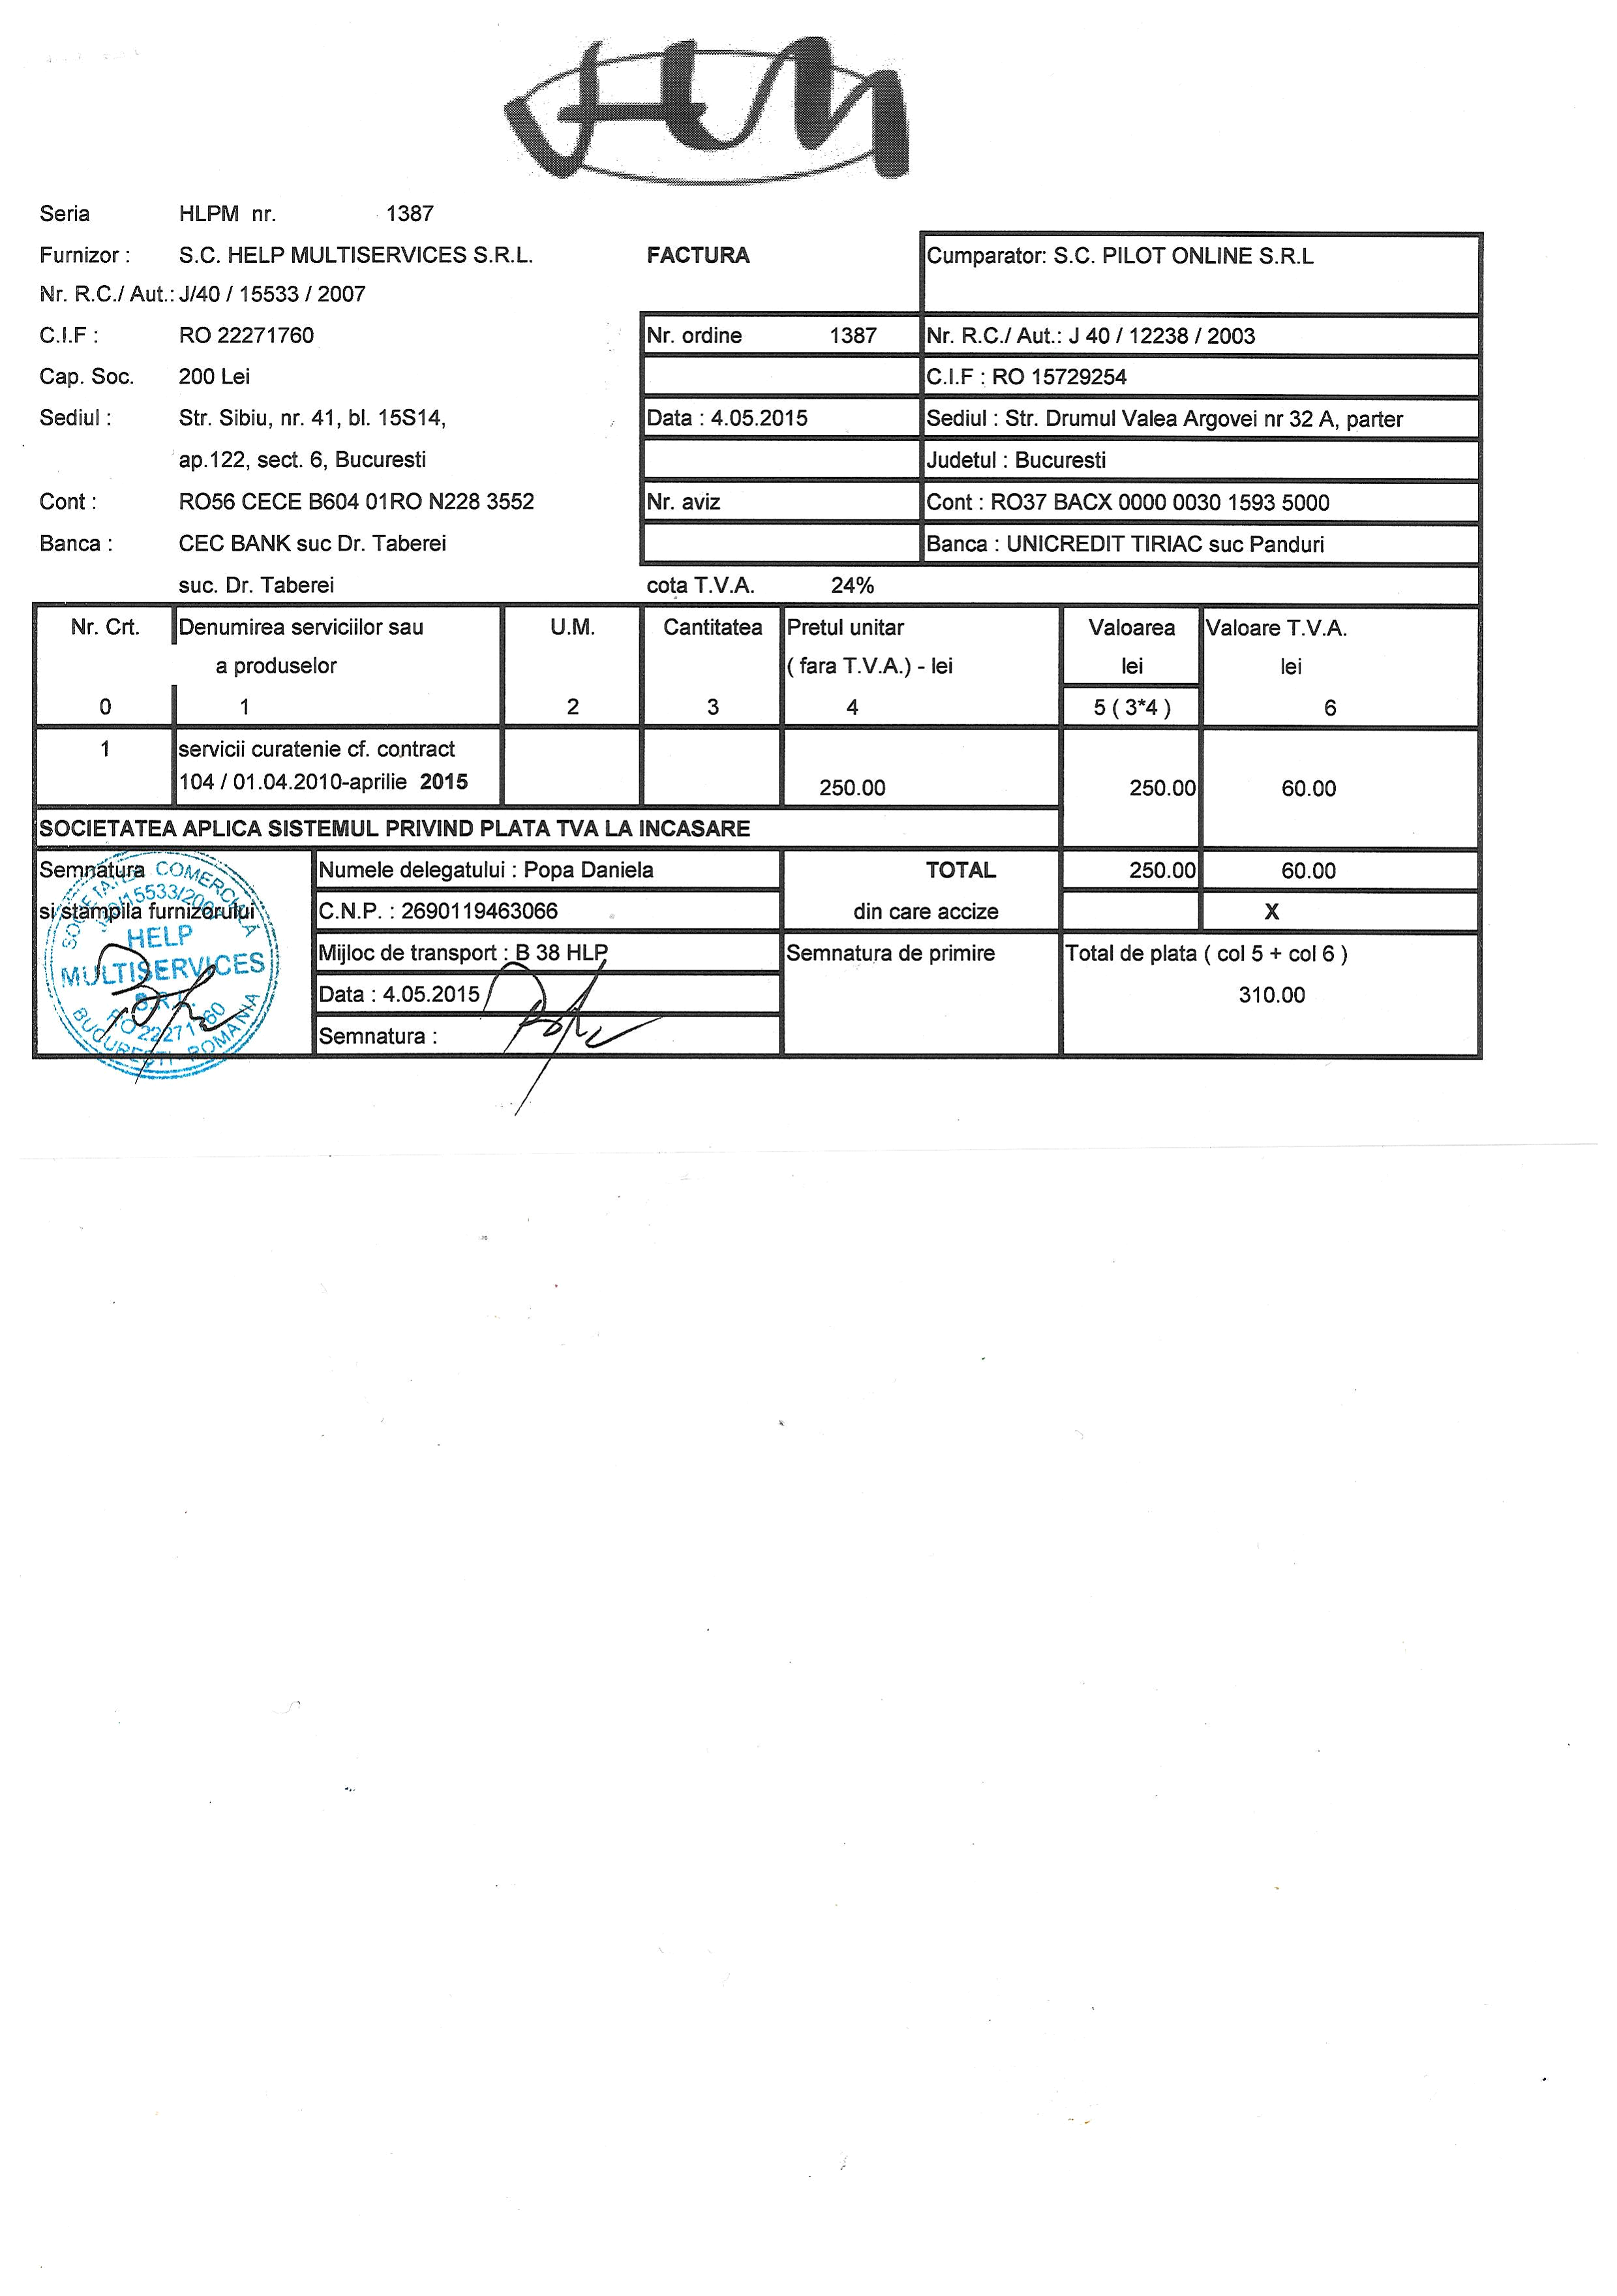 HLM
Seria HLPM nr. 1387
Furnizor : S.C. HELP MULTISERVICES S.R.L. FACTURA Cumparator: S.C. PILOT ONLINE S.R.L
Nr. R.C./ Aut.: J/40 / 15533 / 2007
C.I.F : RO 22271760 Nr. ordine 1387 Nr. R.C./ Aut.: J 40 / 12238 / 2003
Cap. Soc. 200 Lei C.I.F : RO 15729254
Sediul : Str. Sibiu, nr. 41, bl. 15S14, Data : 4.05.2015 Sediul : Str. Drumul Valea Argovei nr 32 A, parter
ap.122, sect. 6, Bucuresti Judetul : Bucuresti
Cont : RO56 CECE B604 01RO N228 3552 Nr. aviz Cont : RO37 BACX 0000 0030 1593 5000
Banca : CEC BANK suc Dr. Taberei Banca : UNICREDIT TIRIAC suc Panduri
suc. Dr. Taberei cota T.V.A. 24%
Nr. Crt. Denumirea serviciilor sau U.M. Cantitatea Pretul unitar Valoarea Valoare T.V.A.
a produselor ( fara T.V.A.) - lei lei lei
0 1 2 3 4 5 ( 3*4 ) 6
1 servicii curatenie cf. contract
104 / 01.04.2010-aprilie 2015 250.00 250.00 60.00
SOCIETATEA APLICA SISTEMUL PRIVIND PLATA TVA LA INCASARE
Semnatura Numele delegatului : Popa Daniela TOTAL 250.00 60.00
si stampila furnizorului C.N.P. : 2690119463066 din care accize X
Mijloc de transport : B 38 HLP Semnatura de primire Total de plata ( col 5 + col 6 )
Data : 4.05.2015 310.00
Semnatura :
SOCIETATE COMERCIALĂ
J40/15533/2007
HELP
MULTISERVICES
S.R.L.
RO 22271760
BUCUREȘTI - ROMANIA